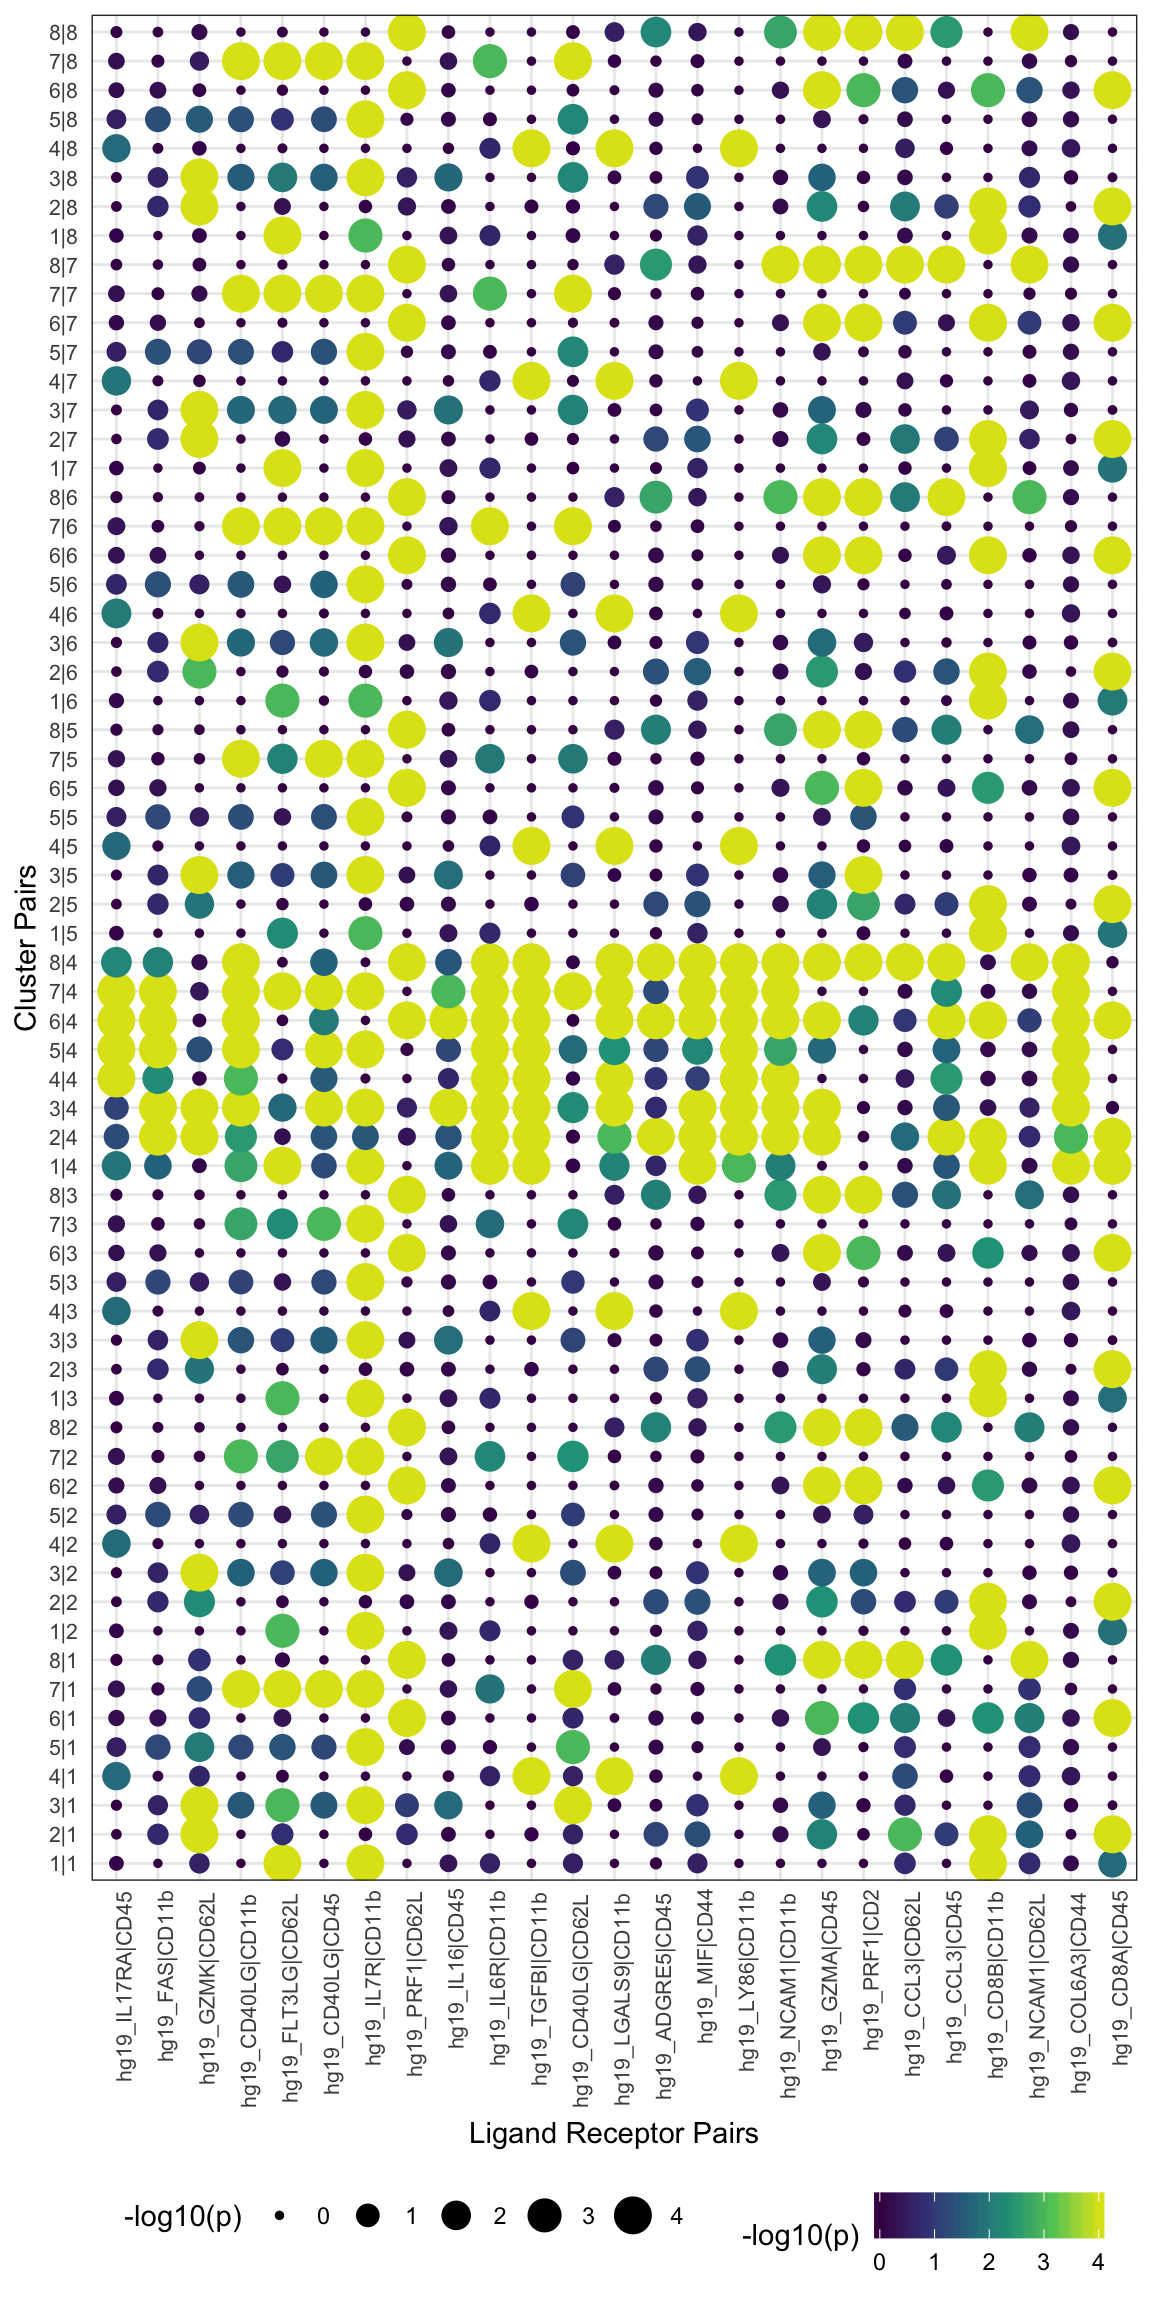 8|8
7|8
6|8
5|8
4|8
3|8
2|8
1|8
8|7
7|7
6|7
5|7
4|7
3|7
2|7
1|7
8|6
7|6
6|6
5|6
4|6
3|6
2|6
1|6
8|5
7|5
6|5
5|5
4|5
3|5
2|5
1|5
8|4
7|4
6|4
5|4
4|4
3|4
2|4
1|4
8|3
7|3
6|3
5|3
4|3
3|3
2|3
1|3
8|2
7|2
6|2
5|2
4|2
3|2
2|2
1|2
8|1
7|1
6|1
5|1
4|1
3|1
2|1
1|1
Cluster Pairs
hg19_IL17RA|CD45
hg19_FAS|CD11b
hg19_GZMK|CD62L
hg19_CD40LG|CD11b
hg19_FLT3LG|CD62L
hg19_CD40LG|CD45
hg19_IL7R|CD11b
hg19_PRF1|CD62L
hg19_IL16|CD45
hg19_IL6R|CD11b
hg19_TGFBI|CD11b
hg19_CD40LG|CD62L
hg19_LGALS9|CD11b
hg19_ADGRE5|CD45
hg19_MIF|CD44
hg19_LY86|CD11b
hg19_NCAM1|CD11b
hg19_GZMA|CD45
hg19_PRF1|CD2
hg19_CCL3|CD62L
hg19_CCL3|CD45
hg19_CD8B|CD11b
hg19_NCAM1|CD62L
hg19_COL6A3|CD44
hg19_CD8A|CD45
Ligand Receptor Pairs
-log10(p) 0 1 2 3 4
-log10(p)
0 1 2 3 4